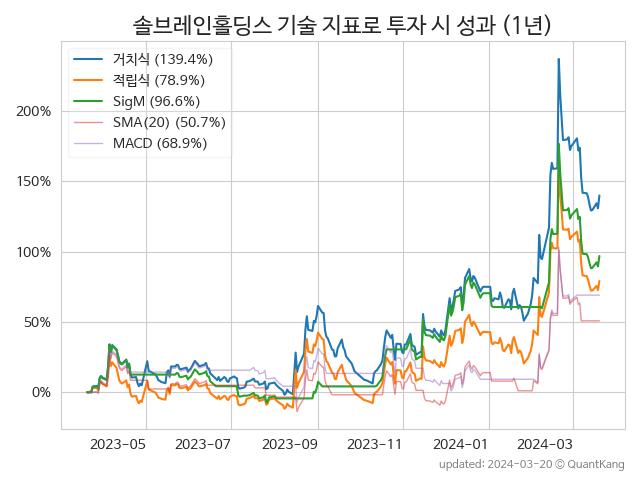 솔브레인홀딩스 기술 지표로 투자 시 성과 (1년)
거치식 (139.4%)
적립식 (78.9%)
SigM (96.6%)
SMA(20) (50.7%)
MACD (68.9%)
200%
150%
100%
50%
0%
2023-05 2023-07 2023-09 2023-11 2024-01 2024-03
updated: 2024-03-20 © QuantKang